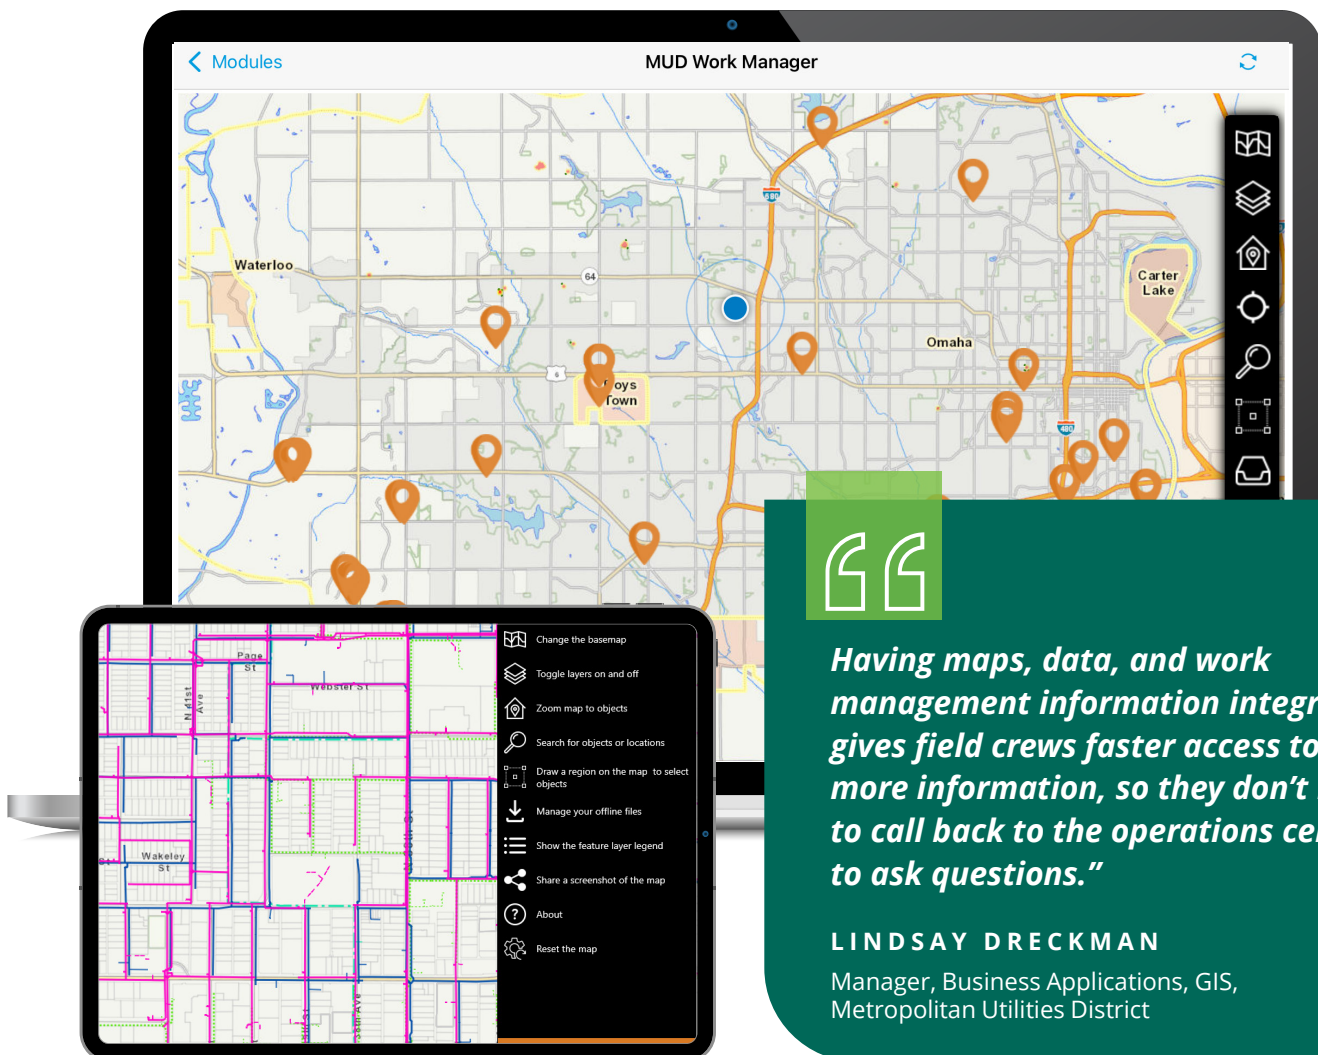 Modules
MUD Work Manager
680
Waterloo
64
Carter
Lake
Omaha
6
Boys
Town
480
Page
St
Webster St
N 41st
Ave
Wakeley
St
Change the basemap
Toggle layers on and off
Zoom map to objects
Search for objects or locations
Draw a region on the map to select
objects
Manage your offline files
Show the feature layer legend
Share a screenshot of the map
About
Reset the map
“
Having maps, data, and work
management information integr
gives field crews faster access to
more information, so they don’t
to call back to the operations ce
to ask questions.”
LINDSAY DRECKMAN
Manager, Business Applications, GIS,
Metropolitan Utilities District